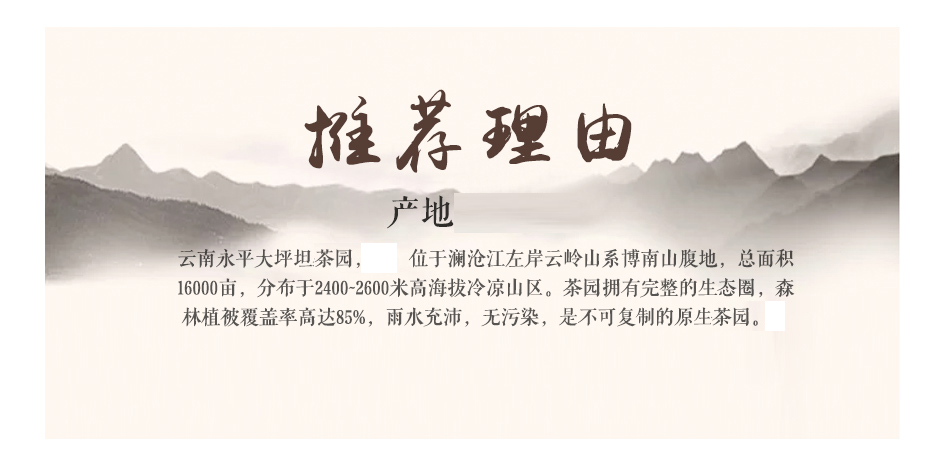 推荐理由
产地
云南永平大坪坦茶园，位于澜沧江左岸云岭山系博南山腹地，总面积
16000亩，分布于2400-2600米高海拔冷凉山区。茶园拥有完整的生态圈，森
林植被覆盖率高达85%，雨水充沛，无污染，是不可复制的原生茶园。